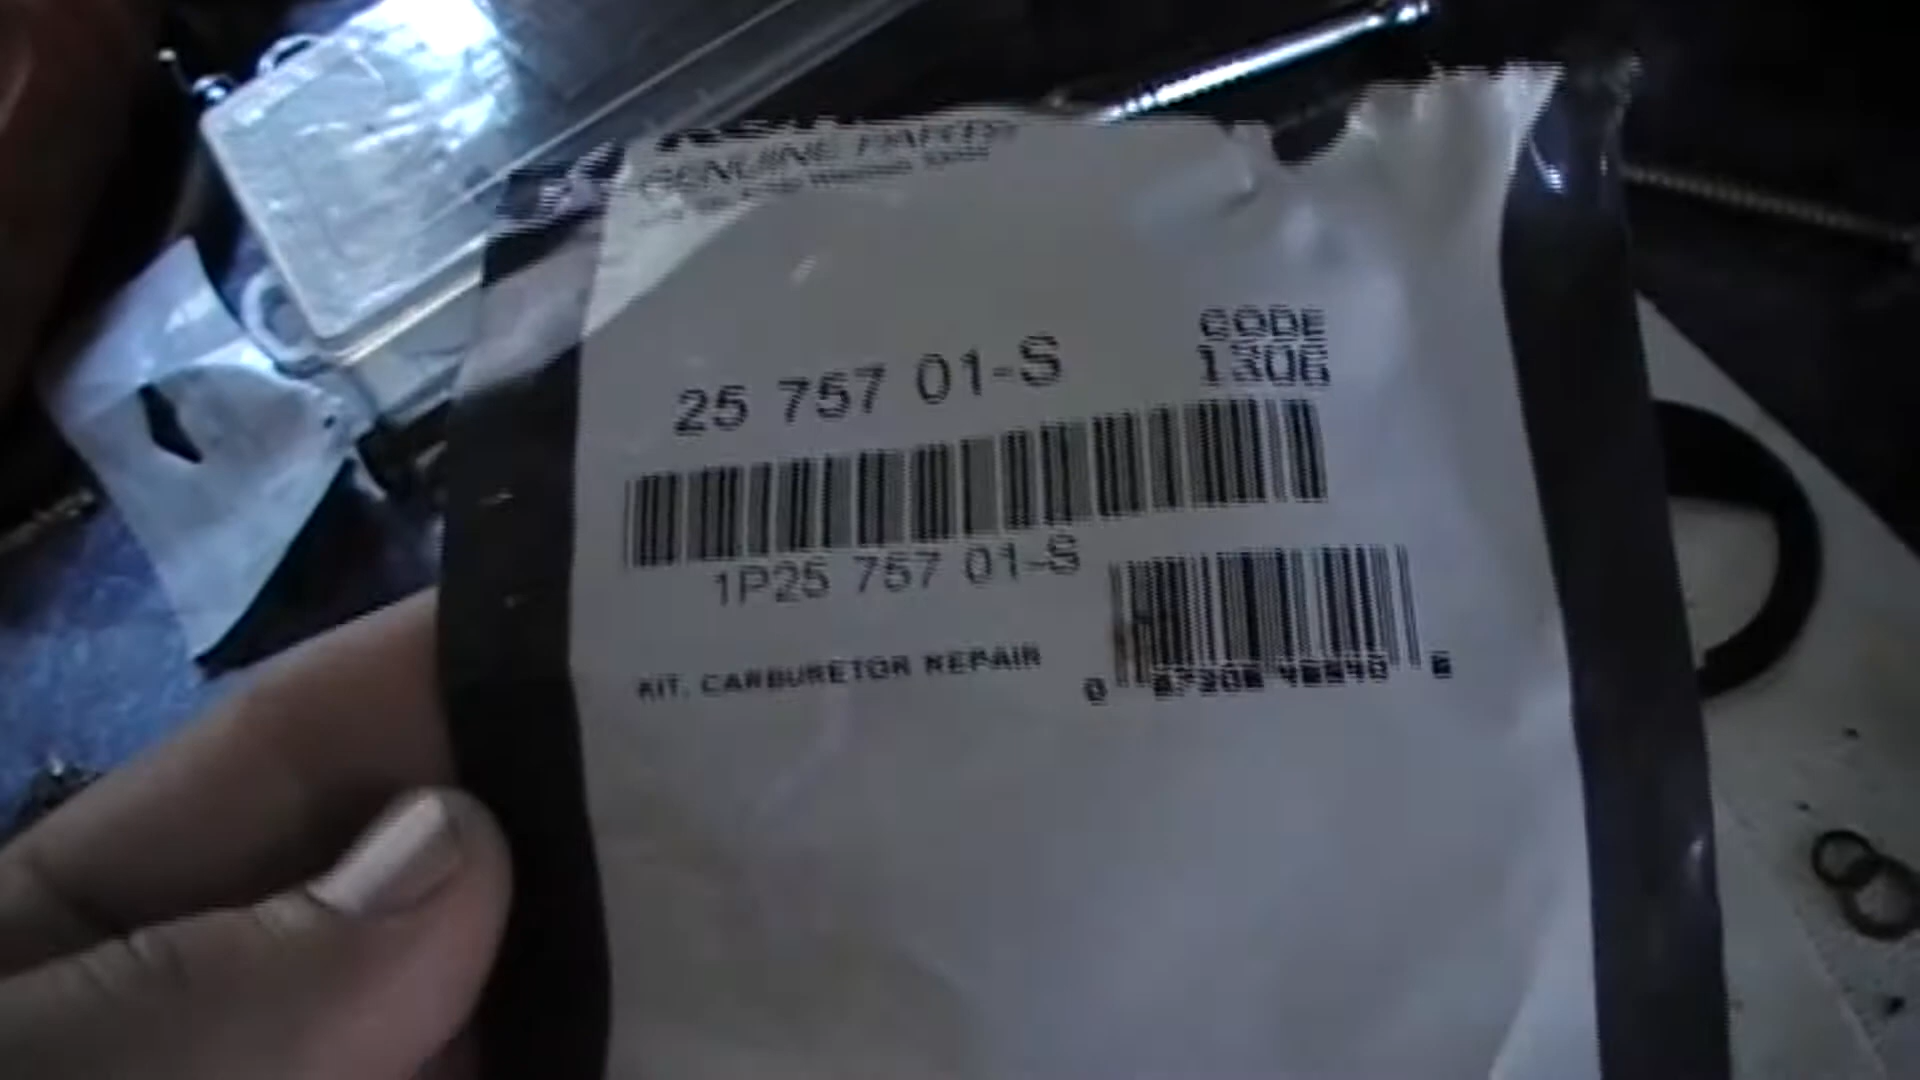 GENUINE PARTS
25 757 01-S
CODE
1306
1P25 757 01-S
KIT, CARBURETOR REPAIR